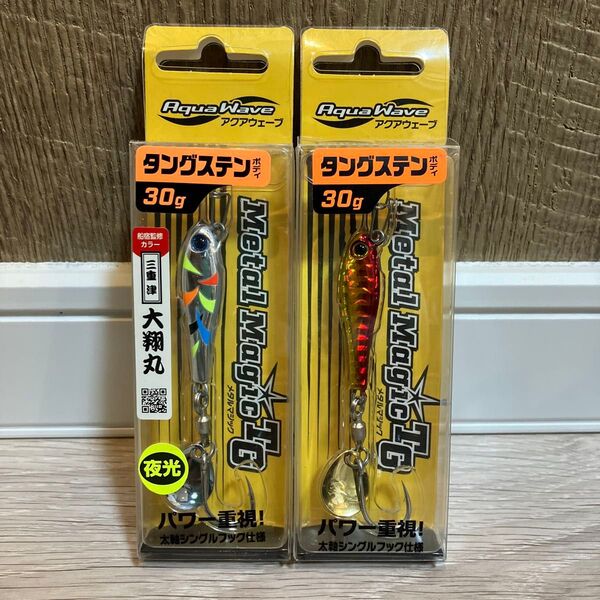 Aqua Wave
アクアウェーブ
タングステン ボディ
30g
船宿監修
カラー
三重 津
大翔丸
Metal Magic TG
メタルマジック
夜光
パワー重視!
太軸シングルフック仕様
Aqua Wave
アクアウェーブ
タングステン ボディ
30g
Metal Magic TG
メタルマジック
パワー重視!
太軸シングルフック仕様